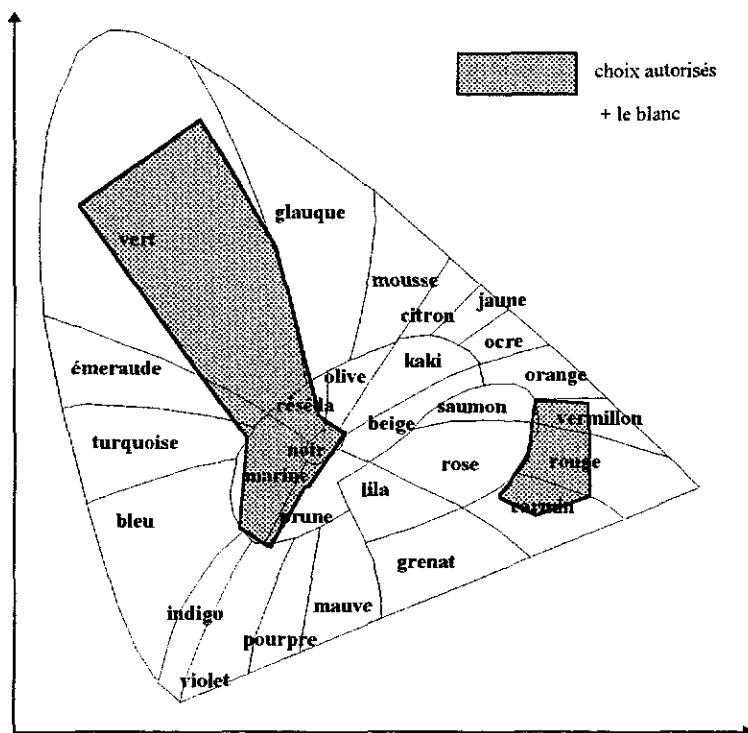 choix autorisés
+ le blanc
glauque
vert
mousse
jaune
citron
ocre
kaki
émeraude
olive
orange
réséda
saumon
vermillon
beige
turquoise
noir
rose
rouge
marine
lila
carmin
prune
bleu
grenat
mauve
indigo
pourpre
violet